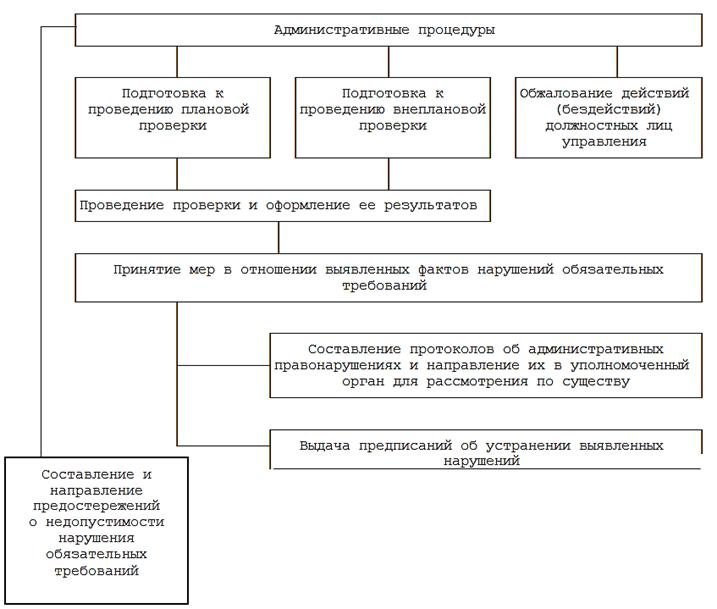 Административные процедуры
Подготовка к
проведению плановой
проверки
Подготовка к
проведению внеплановой
проверки
Обжалование действий
(бездействий)
должностных лиц
управления
Проведение проверки и оформление ее результатов
Принятие мер в отношении выявленных фактов нарушений обязательных
требований
Составление протоколов об административных
правонарушениях и направление их в уполномоченный
орган для рассмотрения по существу
Выдача предписаний об устранении выявленных
нарушений
Составление и
направление
предостережений
о недопустимости
нарушения
обязательных
требований